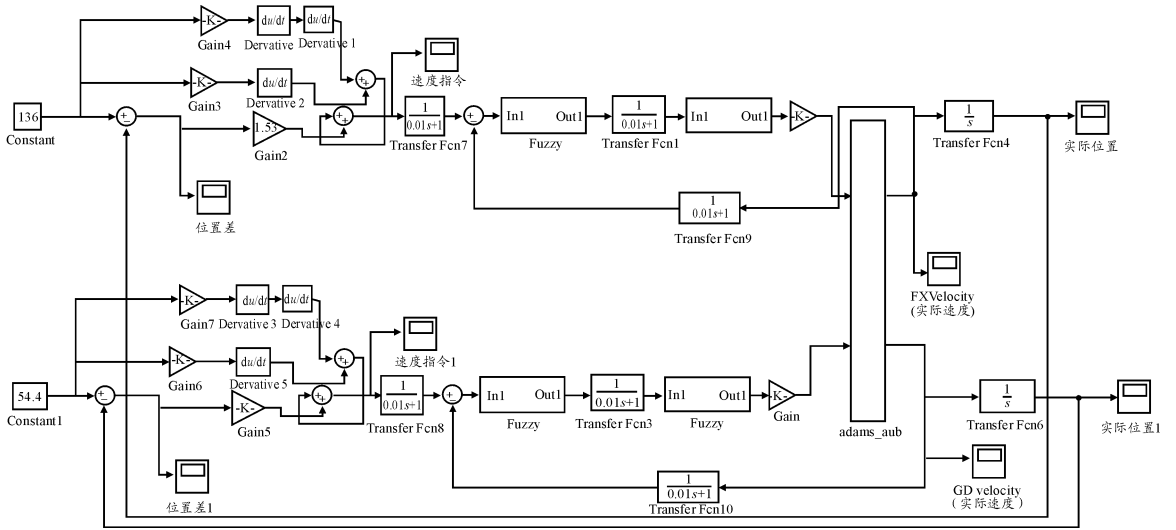 -K-
Gain4
du/dt
Dervative
du/dt
Dervative 1
-K-
Gain3
du/dt
Dervative 2
速度指令
136
Constant
1.53
Gain2
1
0.01s+1
Transfer Fcn7
In1 Out1
Fuzzy
1
0.01s+1
Transfer Fcn1
In1 Out1
-K-
1
s
Transfer Fcn4
实际位置
位置差
1
0.01s+1
Transfer Fcn9
FXVelocity
(实际速度)
-K-
Gain7
du/dt
Dervative 3
du/dt
Dervative 4
-K-
Gain6
du/dt
Dervative 5
速度指令1
54.4
Constant1
-K-
Gain5
1
0.01s+1
Transfer Fcn8
In1 Out1
Fuzzy
1
0.01s+1
Transfer Fcn3
In1 Out1
Fuzzy
-K-
Gain
adams_aub
1
s
Transfer Fcn6
实际位置1
位置差1
1
0.01s+1
Transfer Fcn10
GD velocity
(实际速度)